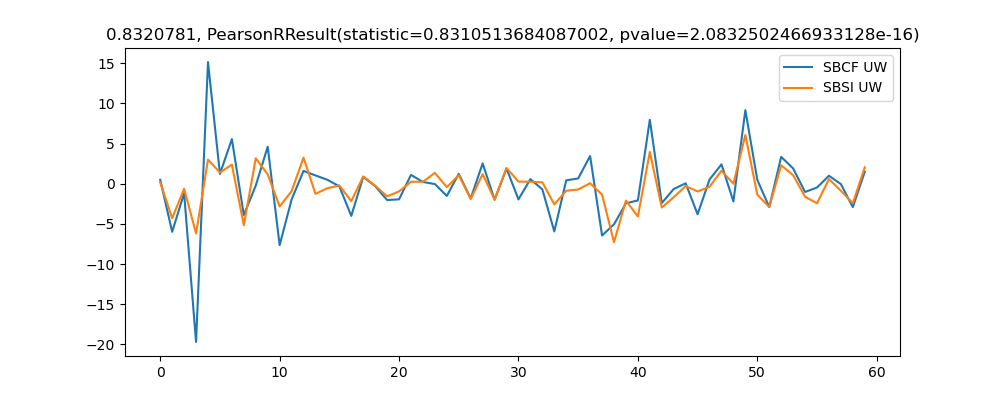 0.8320781, PearsonRResult(statistic=0.8310513684087002, pvalue=2.0832502466933128e-16)
SBCF UW
SBSI UW
15
10
5
0
−5
−10
−15
−20
0 10 20 30 40 50 60